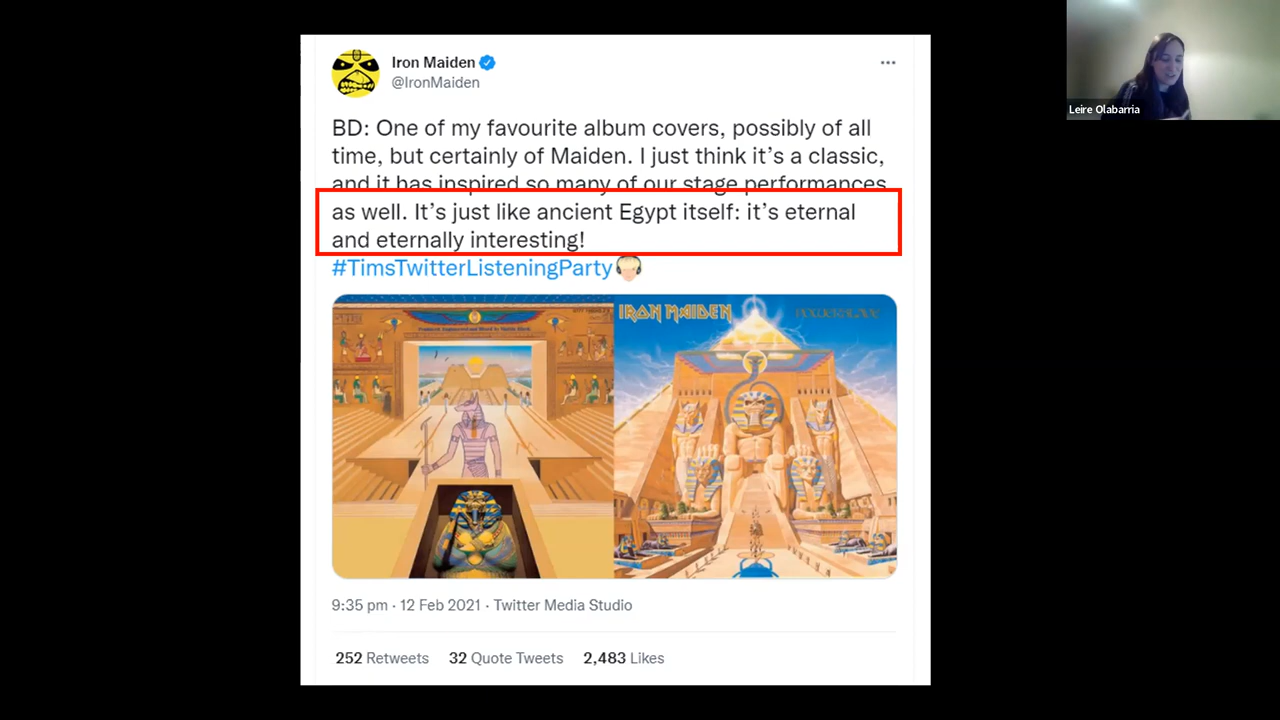 Iron Maiden
@IronMaiden
BD: One of my favourite album covers, possibly of all
time, but certainly of Maiden. I just think it’s a classic,
and it has inspired so many of our stage performances
as well. It’s just like ancient Egypt itself: it’s eternal
and eternally interesting!
#TimsTwitterListeningParty
IRON MAIDEN
POWERSLAVE
9:35 pm · 12 Feb 2021 · Twitter Media Studio
252 Retweets 32 Quote Tweets 2,483 Likes
Leire Olabarria